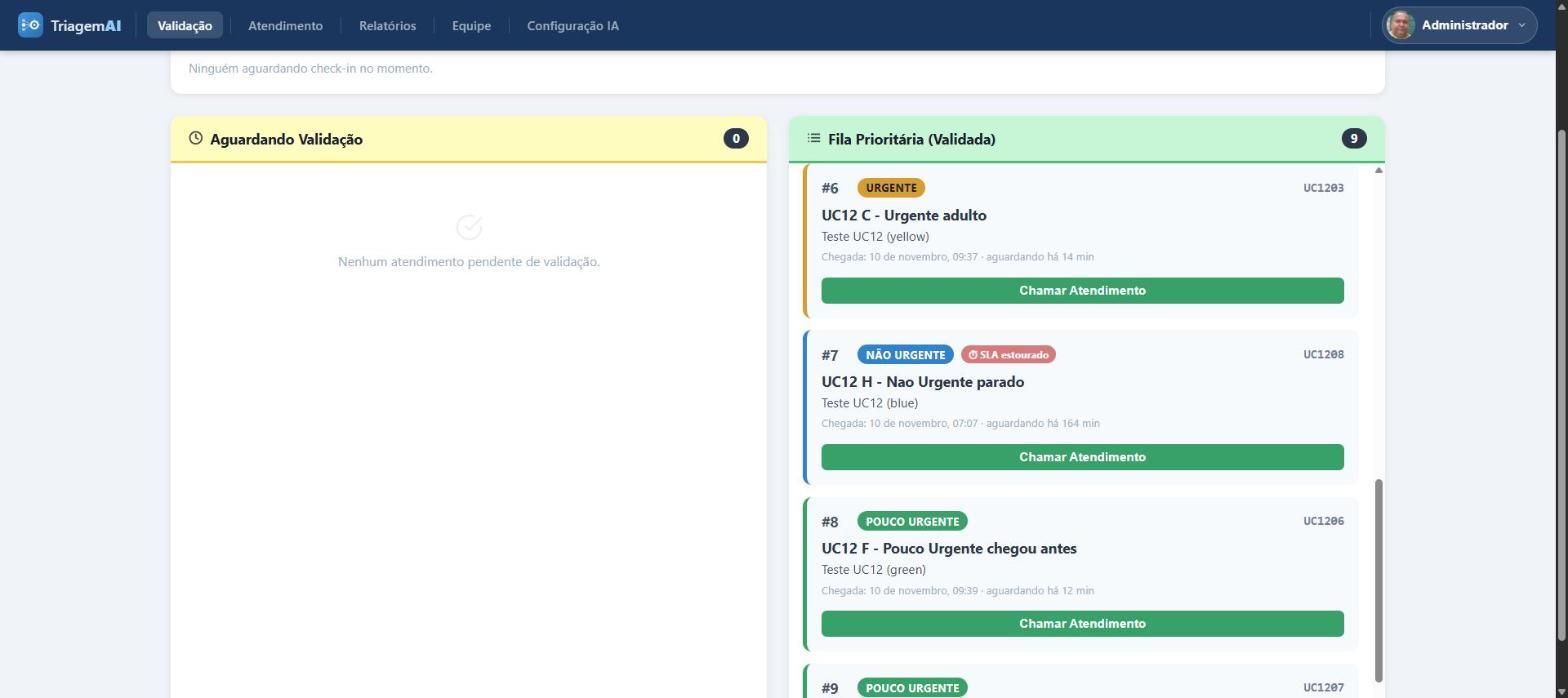 TriagemAI
Validação
Atendimento
Relatórios
Equipe
Configuração IA
Administrador
Ninguém aguardando check-in no momento.
Aguardando Validação
0
Nenhum atendimento pendente de validação.
Fila Prioritária (Validada)
9
#6 URGENTE UC1203
UC12 C - Urgente adulto
Teste UC12 (yellow)
Chegada: 10 de novembro, 09:37 · aguardando há 14 min
Chamar Atendimento
#7 NÃO URGENTE SLA estourado UC1208
UC12 H - Nao Urgente parado
Teste UC12 (blue)
Chegada: 10 de novembro, 07:07 · aguardando há 164 min
Chamar Atendimento
#8 POUCO URGENTE UC1206
UC12 F - Pouco Urgente chegou antes
Teste UC12 (green)
Chegada: 10 de novembro, 09:39 · aguardando há 12 min
Chamar Atendimento
#9 POUCO URGENTE UC1207